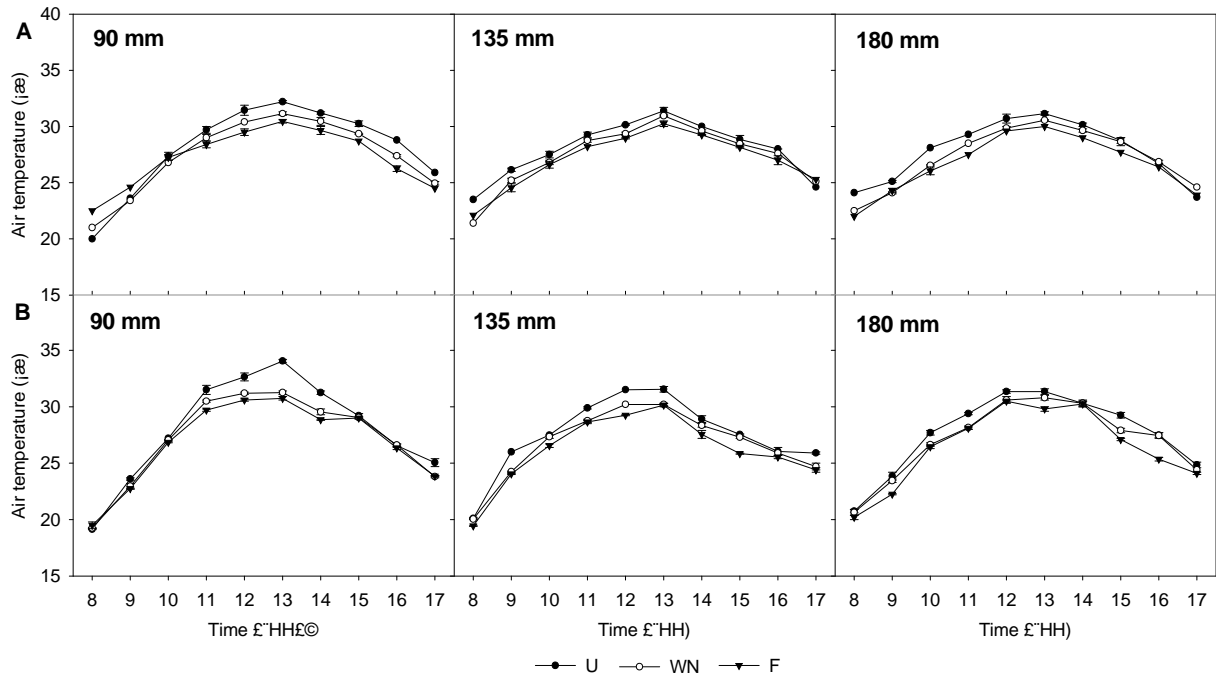 A
90 mm
135 mm
180 mm
Air temperature (¡æ)
40
35
30
25
20
15
B
90 mm
135 mm
180 mm
Air temperature (¡æ)
35
30
25
20
15
8 9 10 11 12 13 14 15 16 17
8 9 10 11 12 13 14 15 16 17
8 9 10 11 12 13 14 15 16 17
Time £¨HH£©
Time £¨HH)
Time £¨HH)
U WN F